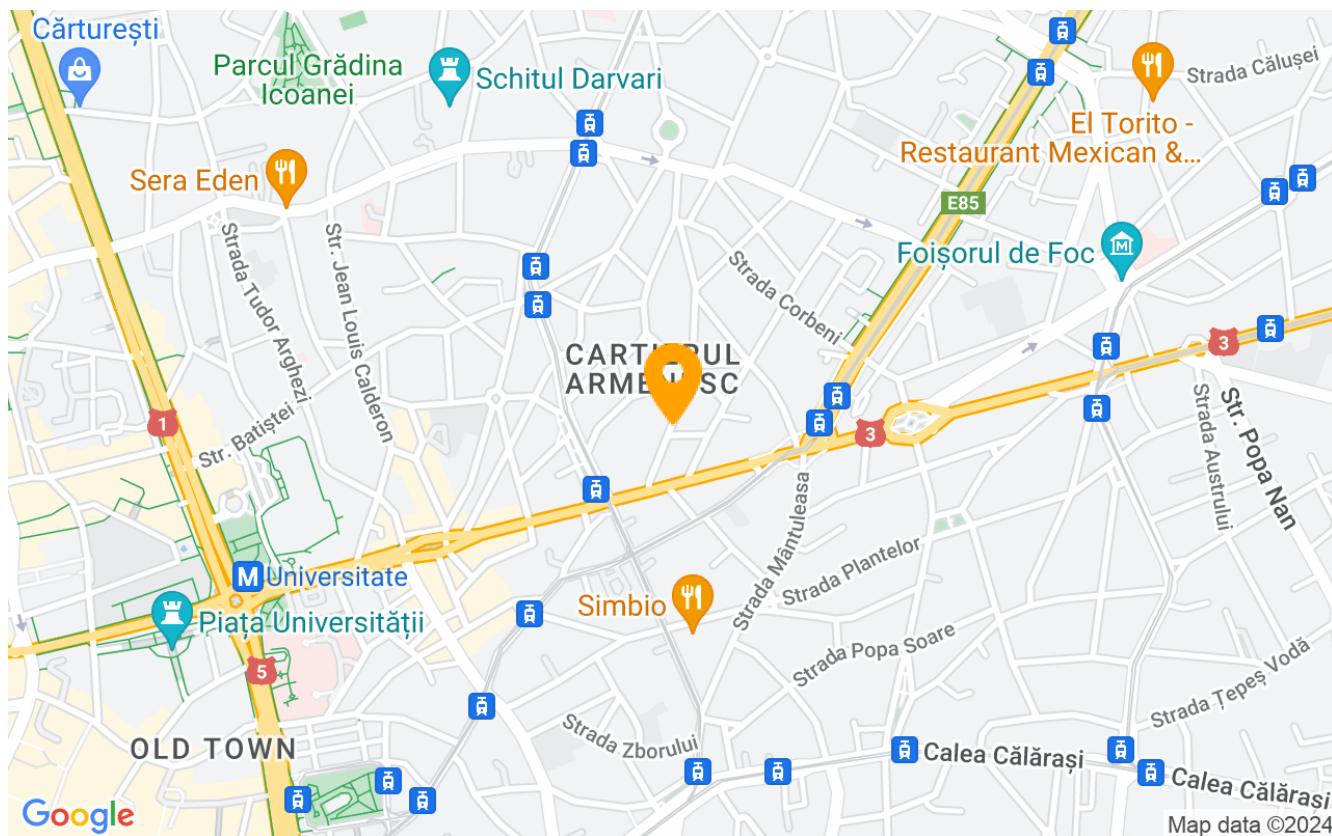 Cărturești
Parcul Grădina
Icoanei
Schitul Darvari
Strada Călușei
El Torito -
Restaurant Mexican &...
Sera Eden
E85
Foișorul de Foc
Strada Tudor Arghezi
Str. Jean Louis Calderon
Strada Corbeni
CARTIERUL
ARMENESC
3
1
Str. Batiștei
3
Strada Austrului
Str. Popa Nan
Strada Mântuleasa
Strada Plantelor
M
Universitate
Simbio
Piața Universității
5
Strada Popa Soare
Strada Țepeș Vodă
OLD TOWN
Strada Zborului
Calea Călărași
Calea Călărași
Google
Map data ©2024